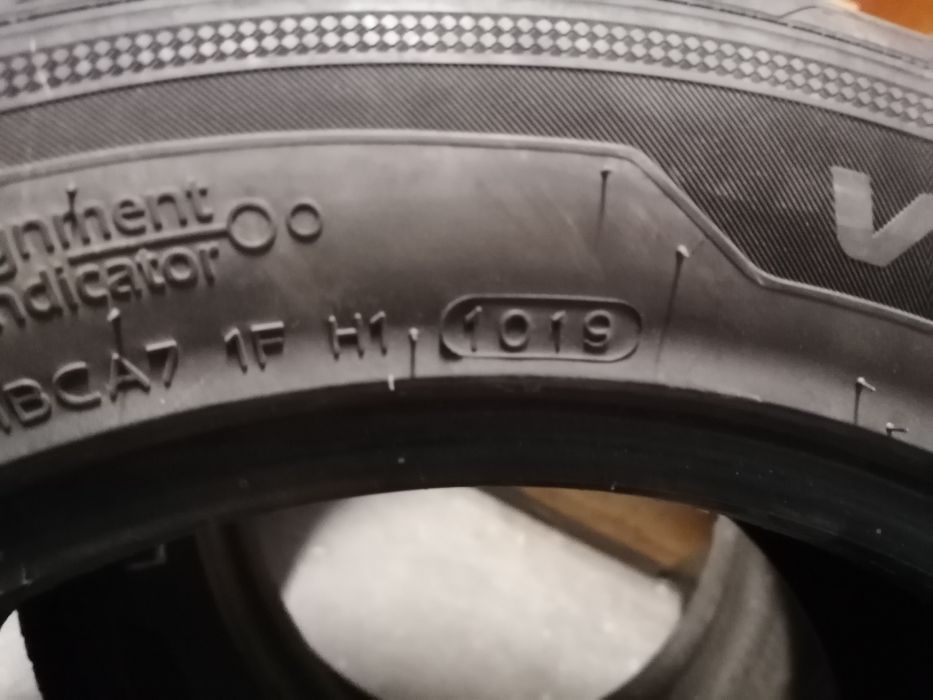 gnment
ndicator
BCA7 1F H1 1019
V